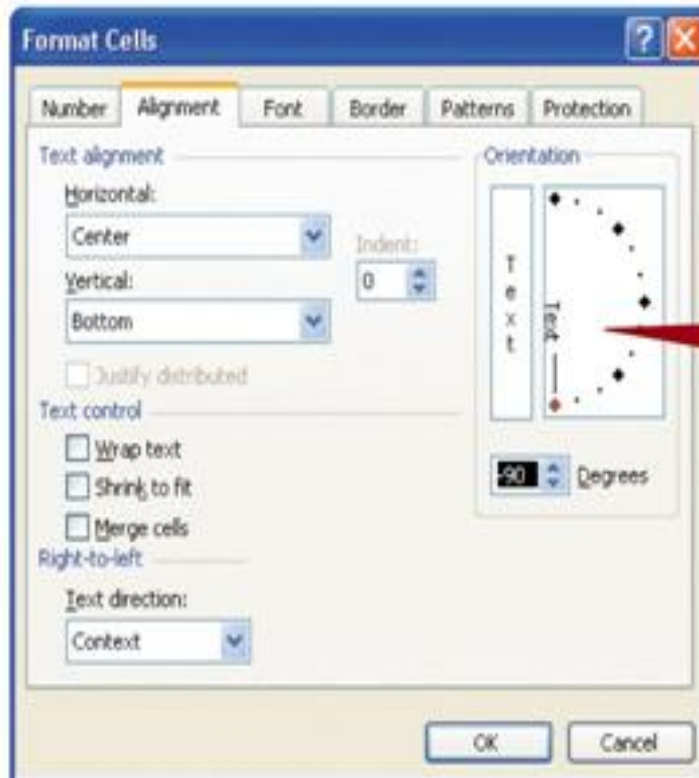 Format Cells
?
Number Alignment Font Border Patterns Protection
Text alignment
Horizontal:
Center
Indent:
0
Vertical:
Bottom
Justify distributed
Text control
Wrap text
Shrink to fit
Merge cells
Right-to-left
Text direction:
Context
Orientation
Text
Text
-90 Degrees
OK Cancel